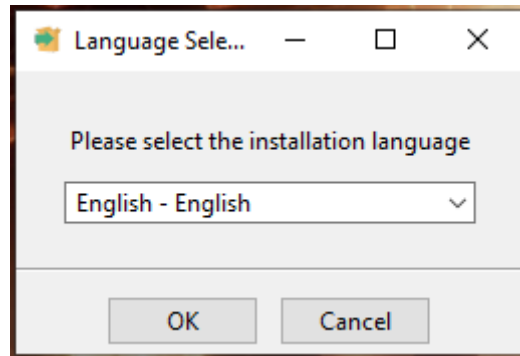 Language Sele...
Please select the installation language
English - English
OK
Cancel